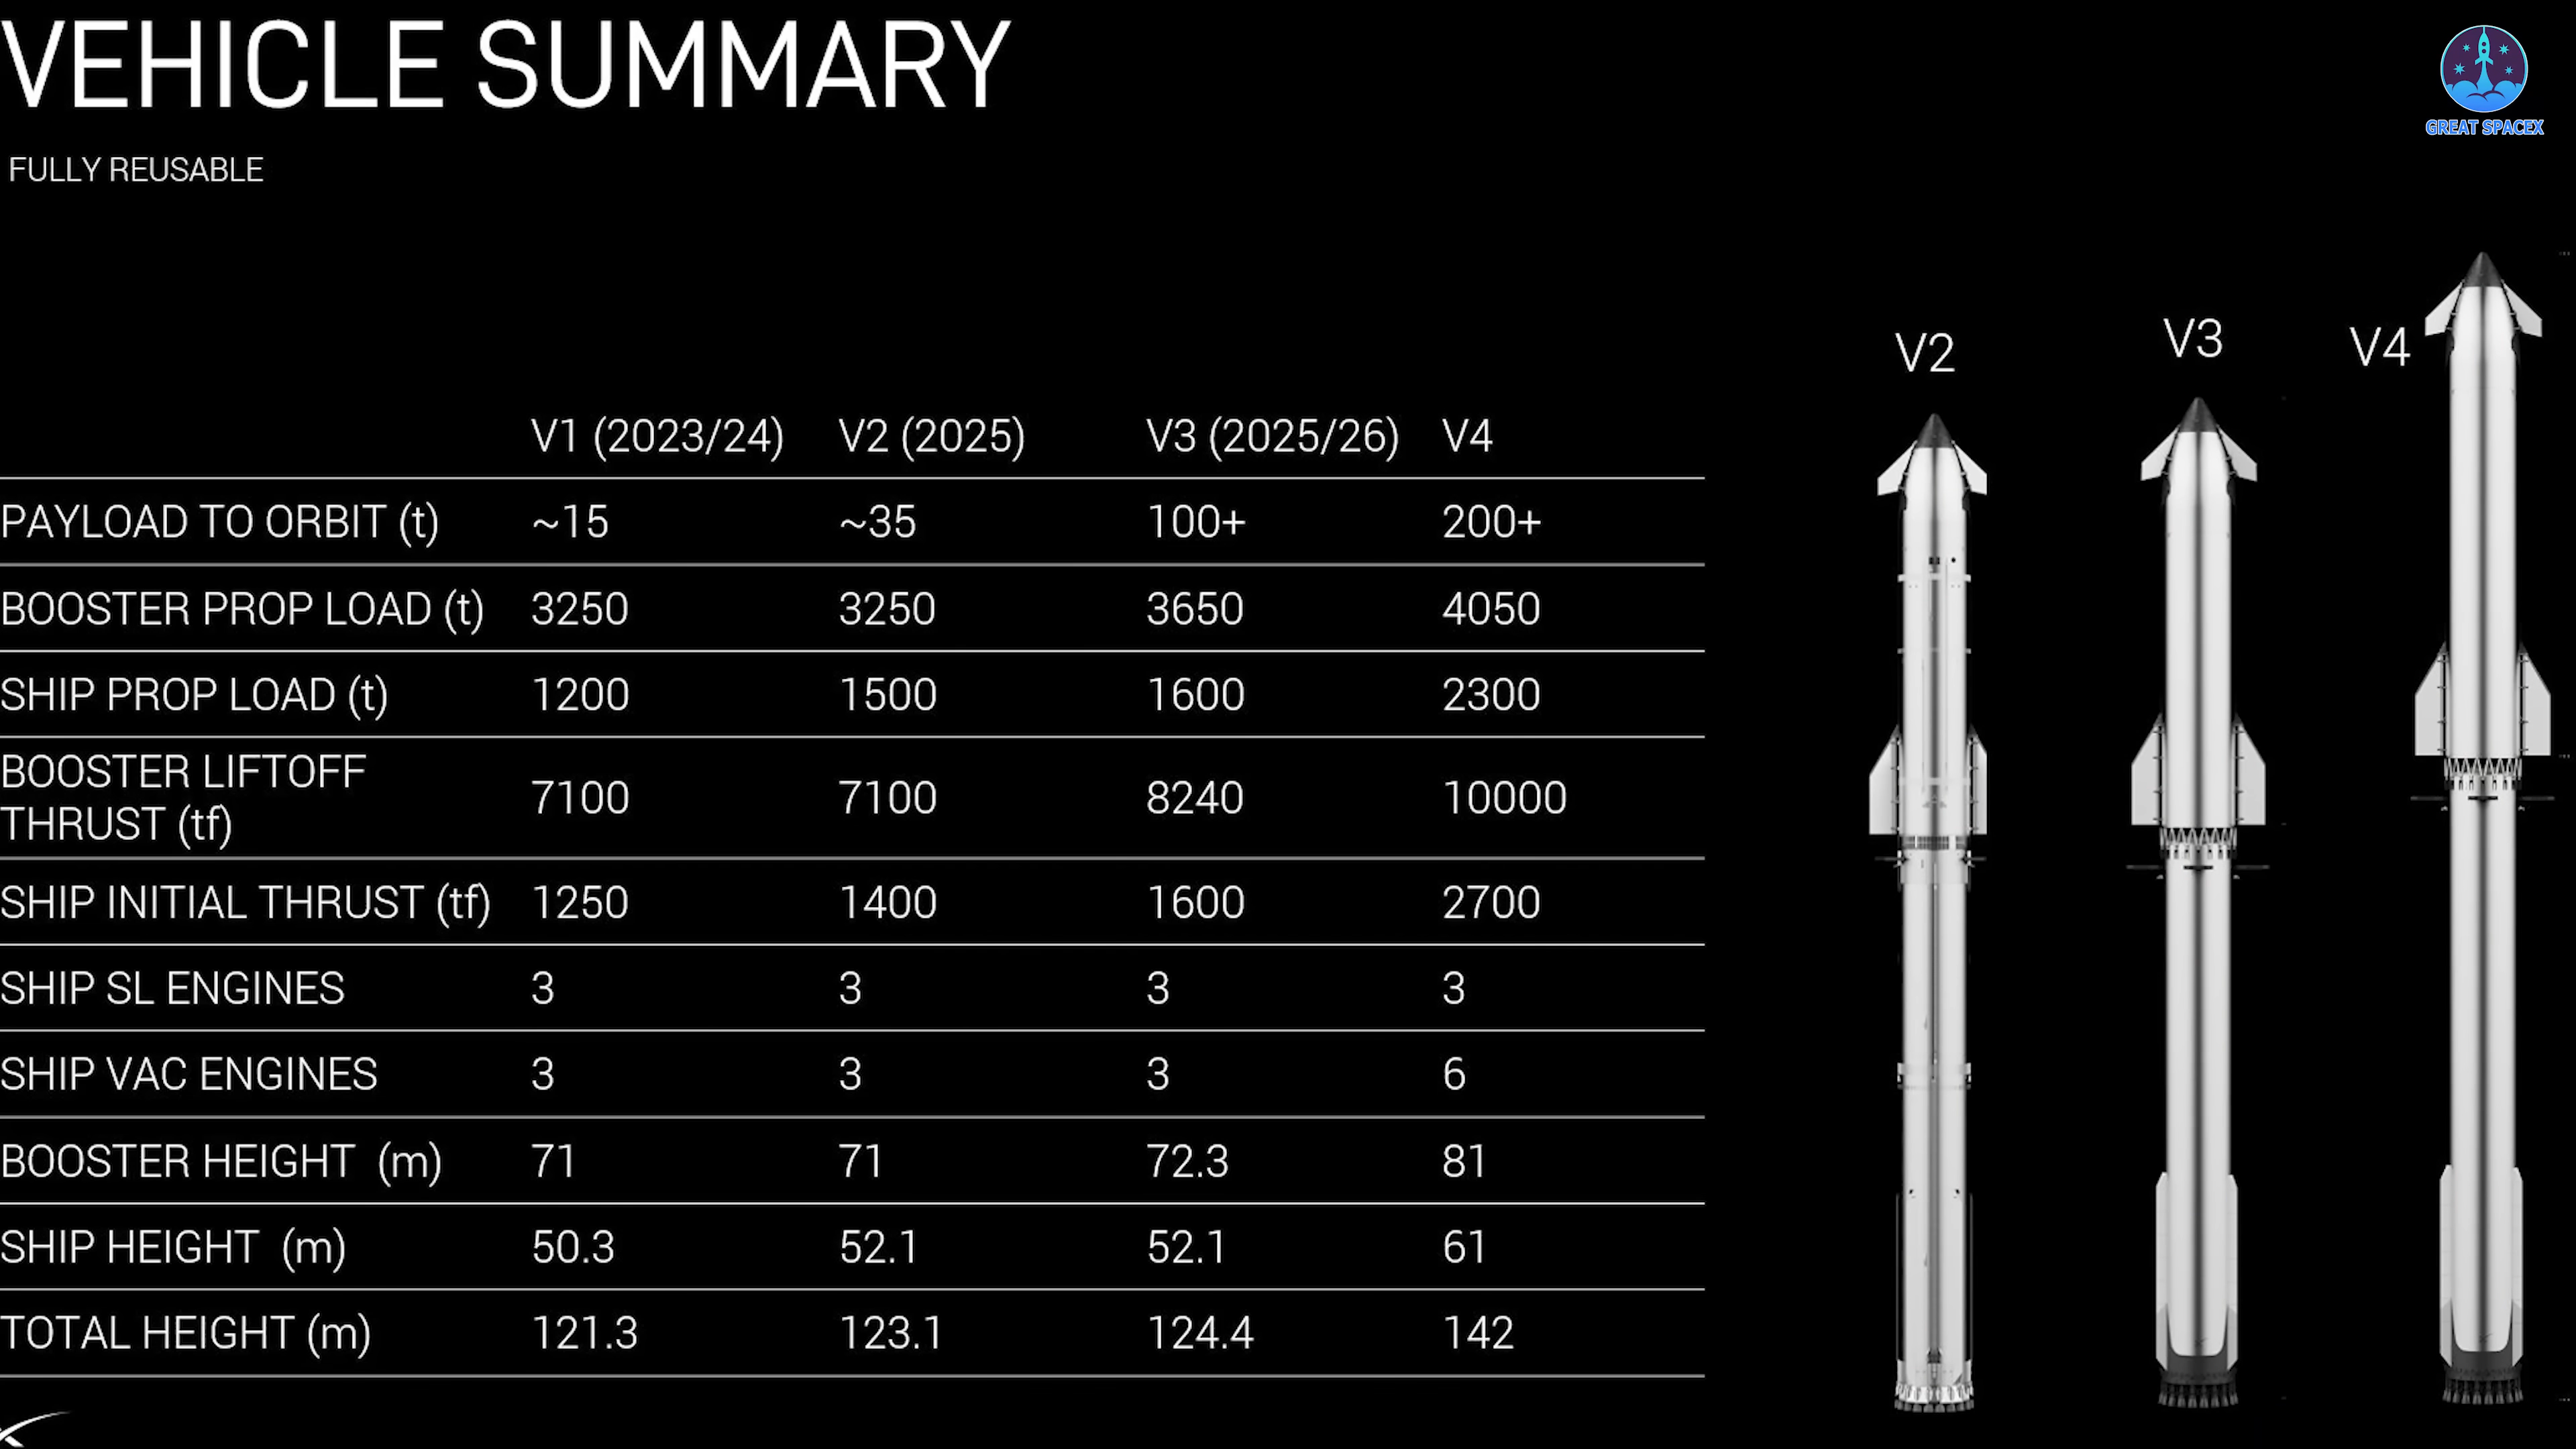 VEHICLE SUMMARY
GREAT SPACEX
FULLY REUSABLE
V2
V3
V4
V1 (2023/24) V2 (2025) V3 (2025/26) V4
PAYLOAD TO ORBIT (t) ~15 ~35 100+ 200+
BOOSTER PROP LOAD (t) 3250 3250 3650 4050
SHIP PROP LOAD (t) 1200 1500 1600 2300
BOOSTER LIFTOFF
THRUST (tf) 7100 7100 8240 10000
SHIP INITIAL THRUST (tf) 1250 1400 1600 2700
SHIP SL ENGINES 3 3 3 3
SHIP VAC ENGINES 3 3 3 6
BOOSTER HEIGHT (m) 71 71 72.3 81
SHIP HEIGHT (m) 50.3 52.1 52.1 61
TOTAL HEIGHT (m) 121.3 123.1 124.4 142